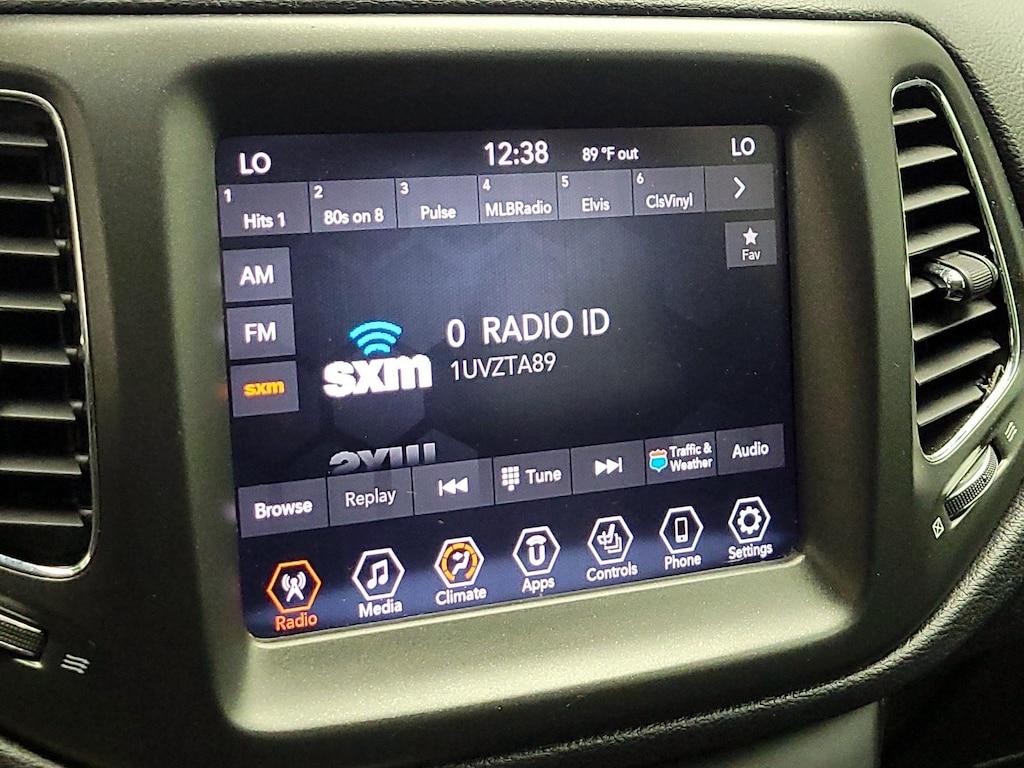 LO 12:38 89 °F out LO
1 Hits 1 2 80s on 8 3 Pulse 4 MLBRadio 5 Elvis 6 ClsVinyl
Fav
AM
FM
sxm
sxm
0 RADIO ID
1UVZTA89
Browse Replay Tune Traffic & Weather Audio
Radio Media Climate Apps Controls Phone Settings